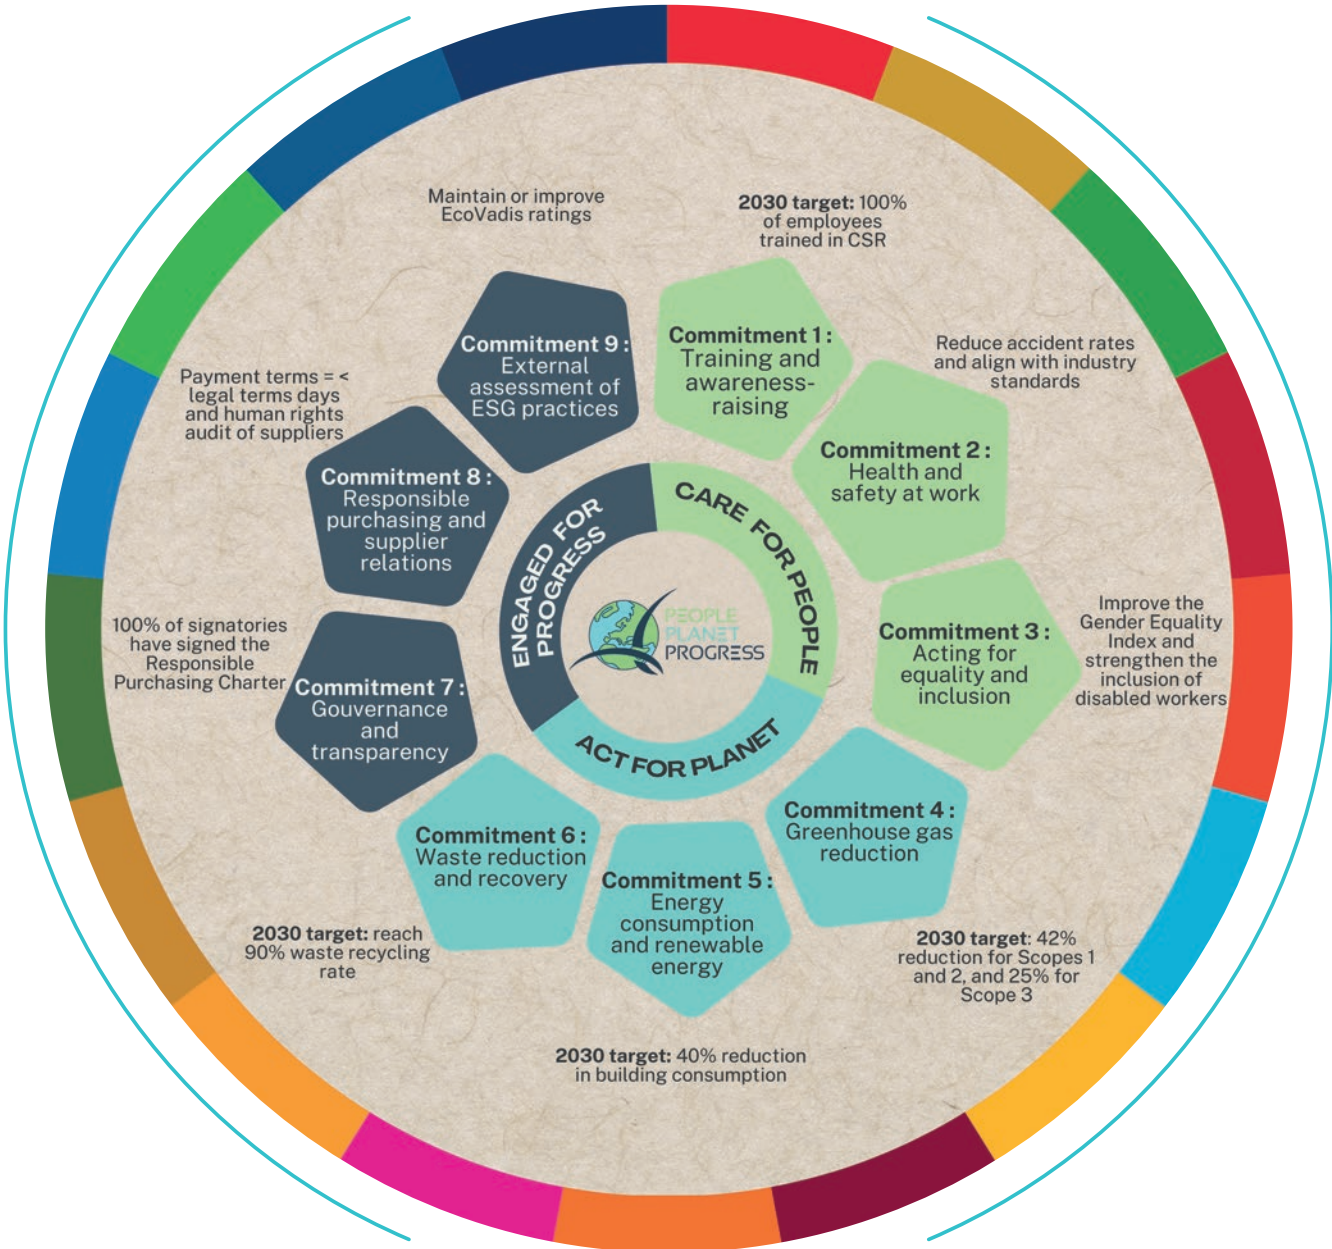 Maintain or improve
EcoVadis ratings
2030 target: 100%
of employees
trained in CSR
Commitment 9 :
External
assessment of
ESG practices
Commitment 1 :
Training and
awareness-
raising
Reduce accident rates
and align with industry
standards
Payment terms = <
legal terms days
and human rights
audit of suppliers
Commitment 8 :
Responsible
purchasing and
supplier
relations
Commitment 2 :
Health and
safety at work
ENGAGED FOR
PROGRESS
CARE FOR PEOPLE
ACT FOR PLANET
PEOPLE
PLANET
PROGRESS
100% of signatories
have signed the
Responsible
Purchasing Charter
Commitment 7 :
Gouvernance
and
transparency
Commitment 3 :
Acting for
equality and
inclusion
Improve the
Gender Equality
Index and
strengthen the
inclusion of
disabled workers
Commitment 6 :
Waste reduction
and recovery
Commitment 5 :
Energy
consumption
and renewable
energy
Commitment 4 :
Greenhouse gas
reduction
2030 target: reach
90% waste recycling
rate
2030 target: 42%
reduction for Scopes 1
and 2, and 25% for
Scope 3
2030 target: 40% reduction
in building consumption